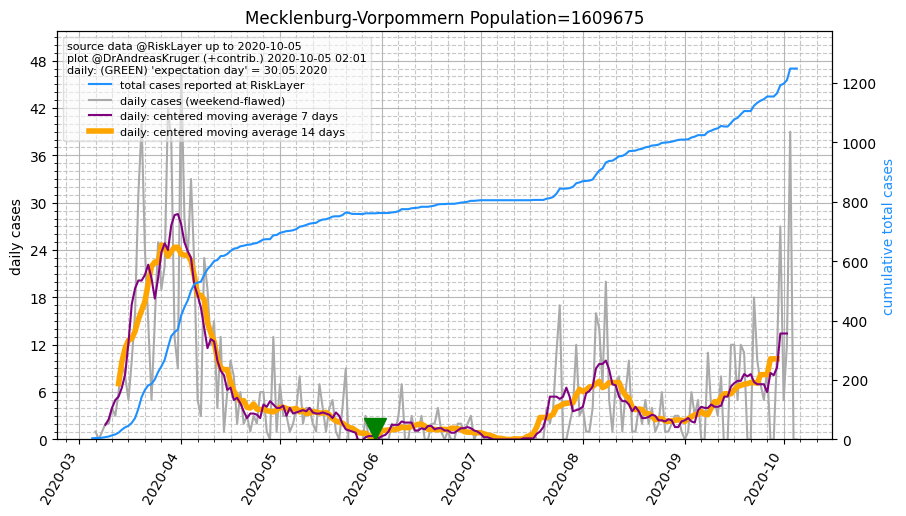 Mecklenburg-Vorpommern Population=1609675
source data @RiskLayer up to 2020-10-05
plot @DrAndreasKruger (+contrib.) 2020-10-05 02:01
daily: (GREEN) 'expectation day' = 30.05.2020
total cases reported at RiskLayer
daily cases (weekend-flawed)
daily: centered moving average 7 days
daily: centered moving average 14 days
daily cases
48
42
36
30
24
18
12
6
0
cumulative total cases
1200
1000
800
600
400
200
0
2020-03
2020-04
2020-05
2020-06
2020-07
2020-08
2020-09
2020-10